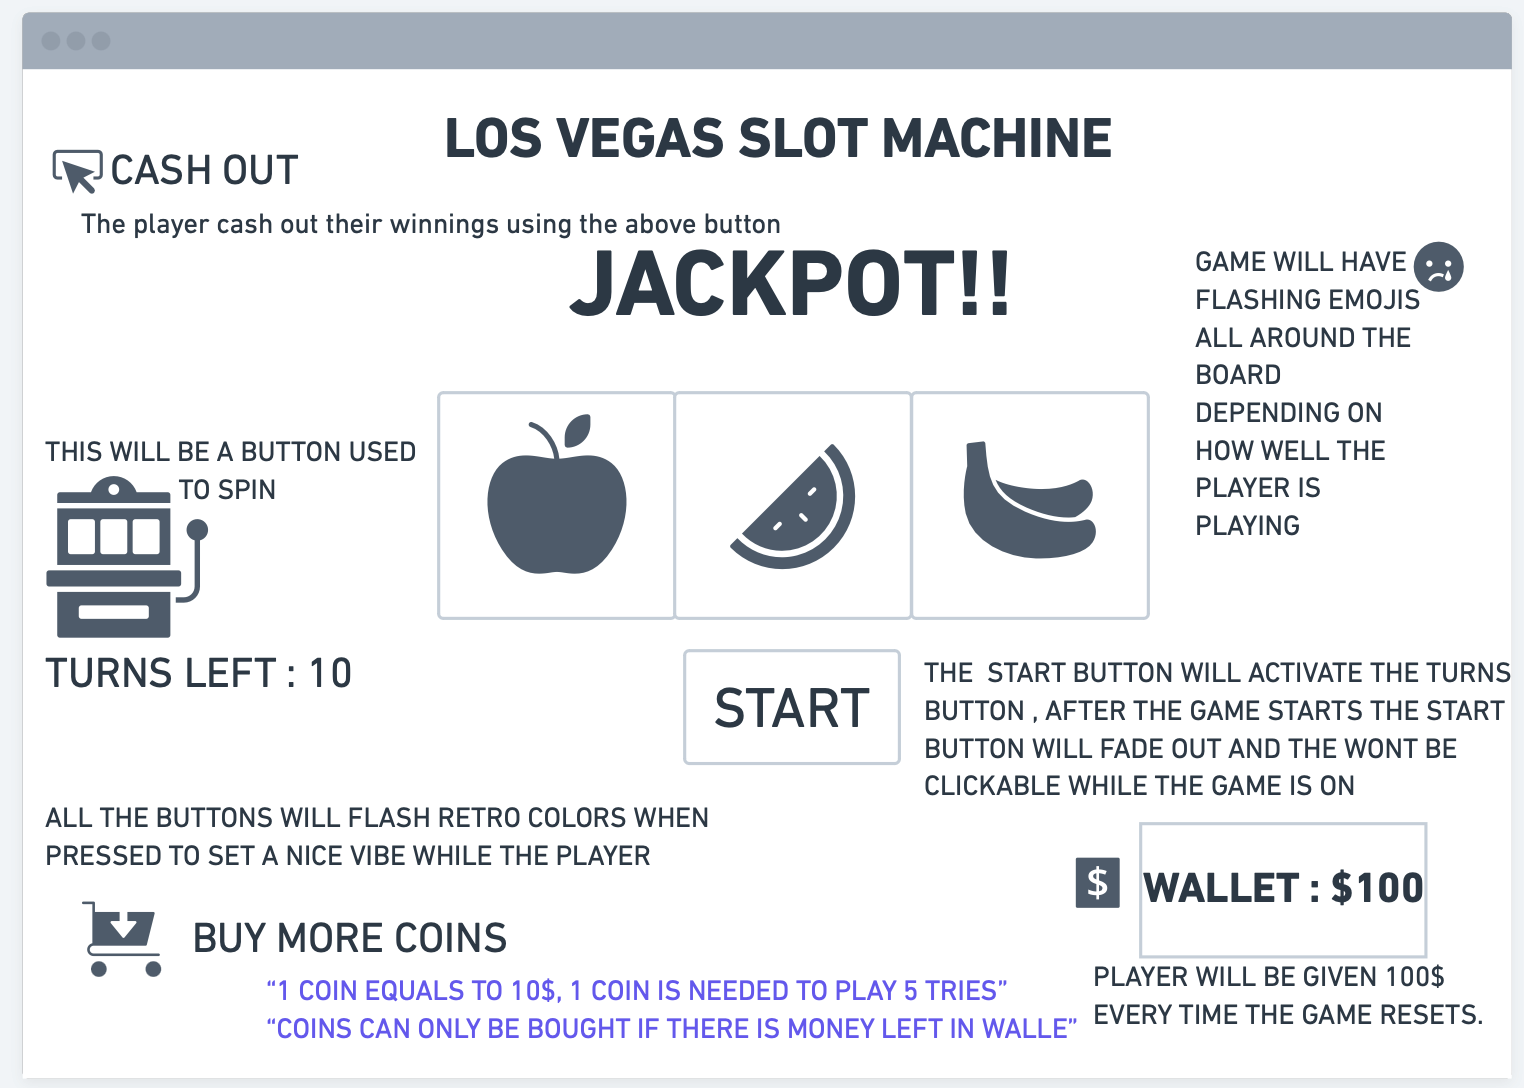 LOS VEGAS SLOT MACHINE
CASH OUT
The player cash out their winnings using the above button
JACKPOT!!
GAME WILL HAVE
FLASHING EMOJIS
ALL AROUND THE
BOARD
DEPENDING ON
HOW WELL THE
PLAYER IS
PLAYING
THIS WILL BE A BUTTON USED
TO SPIN
TURNS LEFT : 10
START
THE  START BUTTON WILL ACTIVATE THE TURNS
BUTTON , AFTER THE GAME STARTS THE START
BUTTON WILL FADE OUT AND THE WONT BE
CLICKABLE WHILE THE GAME IS ON
ALL THE BUTTONS WILL FLASH RETRO COLORS WHEN
PRESSED TO SET A NICE VIBE WHILE THE PLAYER
$
WALLET : $100
BUY MORE COINS
“1 COIN EQUALS TO 10$, 1 COIN IS NEEDED TO PLAY 5 TRIES”
“COINS CAN ONLY BE BOUGHT IF THERE IS MONEY LEFT IN WALLE”
PLAYER WILL BE GIVEN 100$
EVERY TIME THE GAME RESETS.